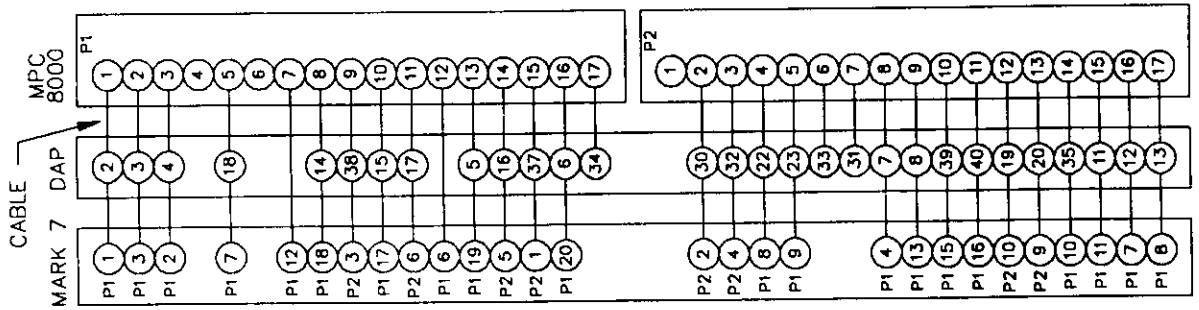 CABLE
MARK 7 DAP MPC 8000
P1
P1 1 2 1
P1 3 3 2
P1 2 4 3
4
P1 7 18 5
6
P1 12 7
P1 18 14 8
P2 3 38 9
P1 17 15 10
P2 6 17 11
P1 6 12
P1 19 5 13
P2 5 16 14
P2 1 37 15
P1 20 6 16
34 17
P2
1
P2 2 30 2
P2 4 32 3
P1 8 22 4
P1 9 23 5
33 6
31 7
P1 4 7 8
P1 13 8 9
P1 15 39 10
P1 16 40 11
P2 10 19 12
P2 9 20 13
P1 10 35 14
P1 11 11 15
P1 7 12 16
P1 8 13 17